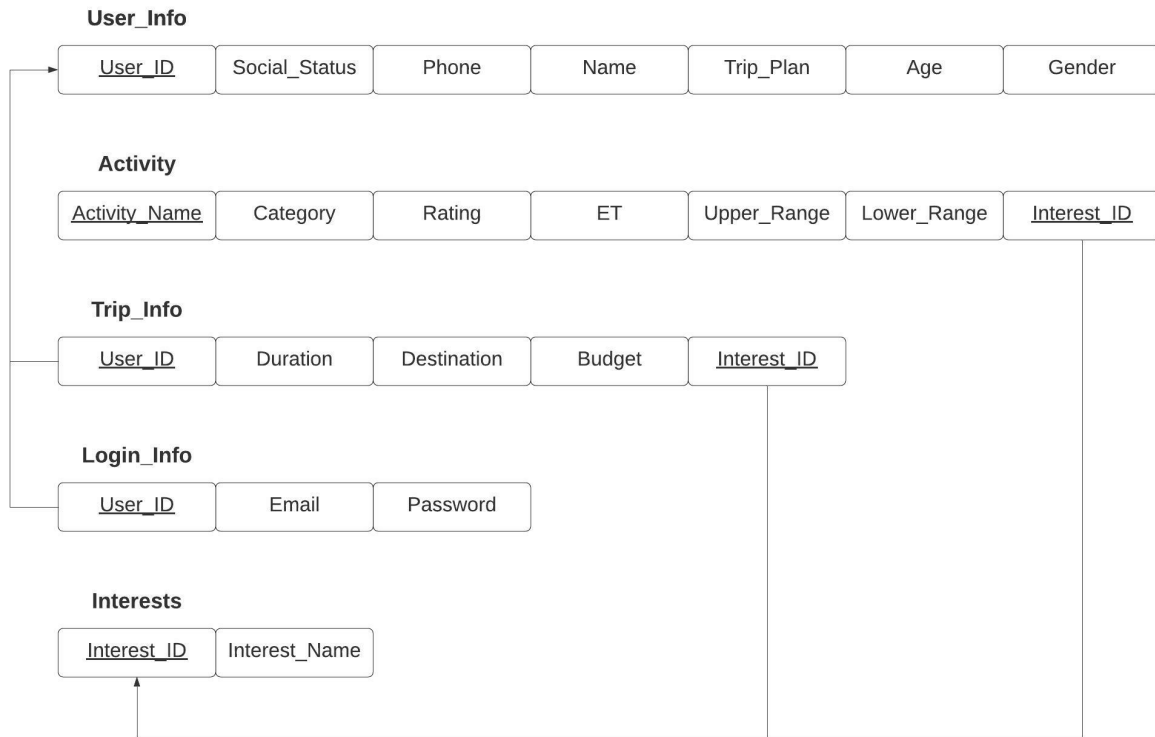 User_Info
User_ID Social_Status Phone Name Trip_Plan Age Gender
Activity
Activity_Name Category Rating ET Upper_Range Lower_Range Interest_ID
Trip_Info
User_ID Duration Destination Budget Interest_ID
Login_Info
User_ID Email Password
Interests
Interest_ID Interest_Name